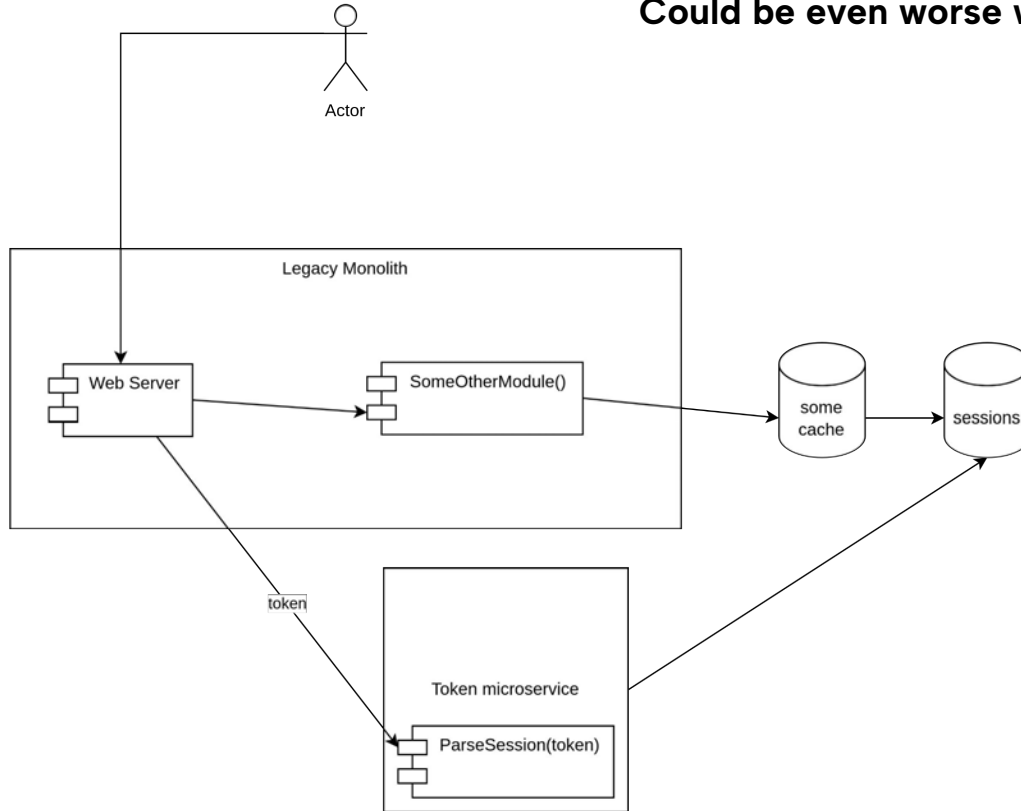 Could be even worse w
Actor
Legacy Monolith
Web Server
SomeOtherModule()
some
cache
sessions
token
Token microservice
ParseSession(token)